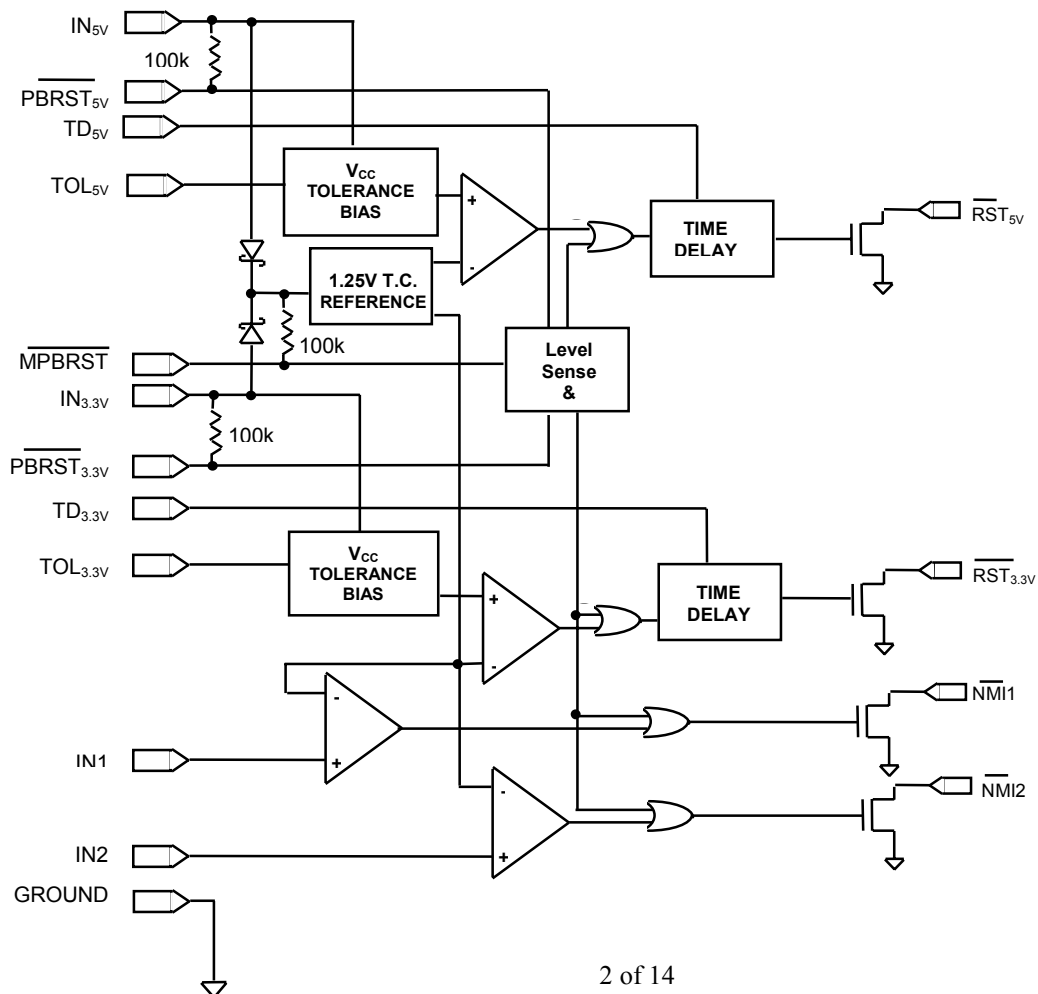 IN5V
100k
PBRST5V
TD5V
TOL5V
VCC
TOLERANCE
BIAS
+
-
TIME
DELAY
RST5V
1.25V T.C.
REFERENCE
100k
MPBRST
Level
Sense
&
IN3.3V
100k
PBRST3.3V
TD3.3V
TOL3.3V
VCC
TOLERANCE
BIAS
+
-
TIME
DELAY
RST3.3V
-
+
NMI1
IN1
-
+
NMI2
IN2
GROUND
2 of 14